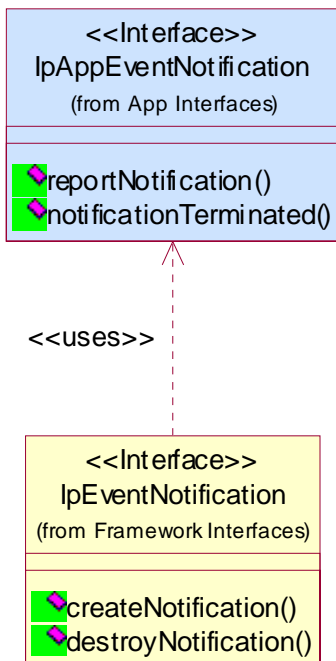 <<Interface>>
IpAppEventNotification
(from App Interfaces)
reportNotification()
notificationTerminated()
<<uses>>
<<Interface>>
IpEventNotification
(from Framework Interfaces)
createNotification()
destroyNotification()